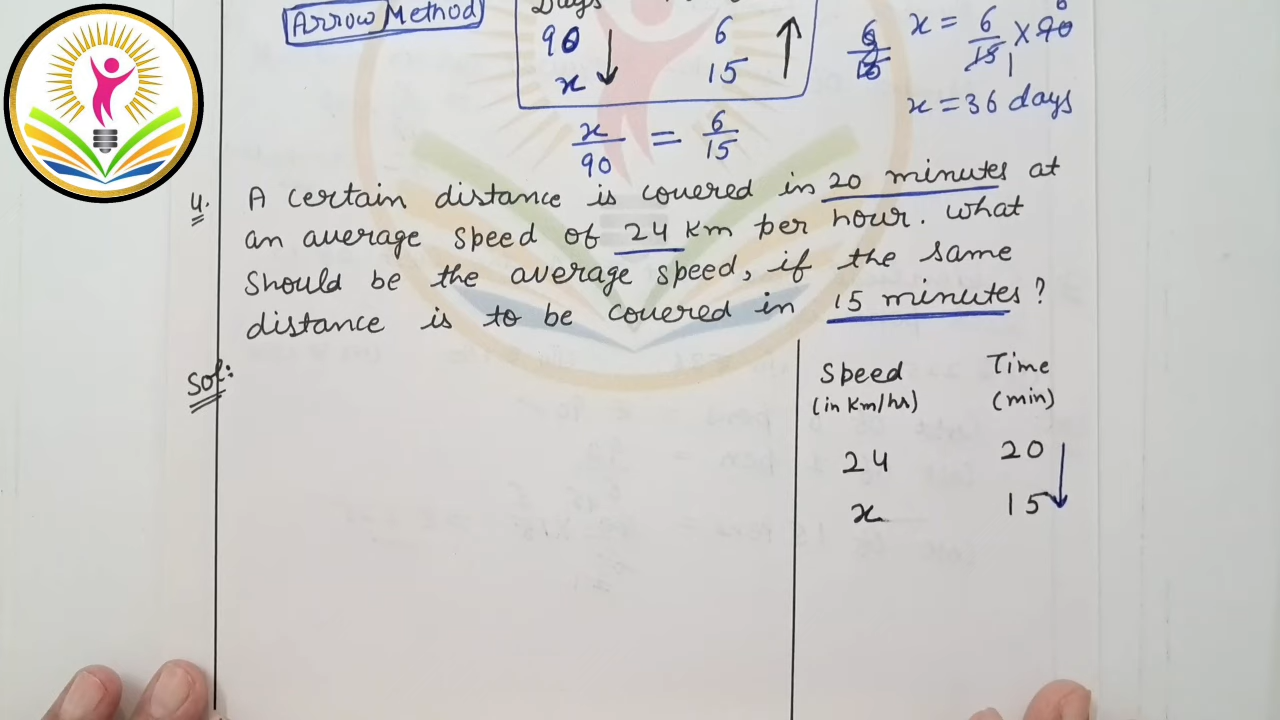 Arrow Method
Days
90 6
x 15
x/90 = 6/15
6/15
x = 6/15 × 90
x = 36 days
4. A certain distance is covered in 20 minutes at
an average speed of 24 Km per hour. What
should be the average speed, if the same
distance is to be covered in 15 minutes?
Sol:
Speed Time
(in Km/hr) (min)
24 20
x 15